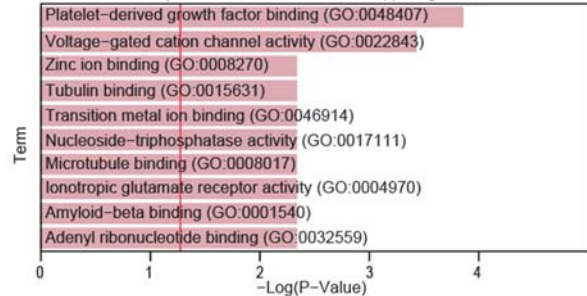 Platelet−derived growth factor binding (GO:0048407)
Voltage−gated cation channel activity (GO:0022843)
Zinc ion binding (GO:0008270)
Tubulin binding (GO:0015631)
Transition metal ion binding (GO:0046914)
Nucleoside−triphosphatase activity (GO:0017111)
Microtubule binding (GO:0008017)
Ionotropic glutamate receptor activity (GO:0004970)
Amyloid−beta binding (GO:0001540)
Adenyl ribonucleotide binding (GO:0032559)
Term
0 1 2 3 4
−Log(P−Value)